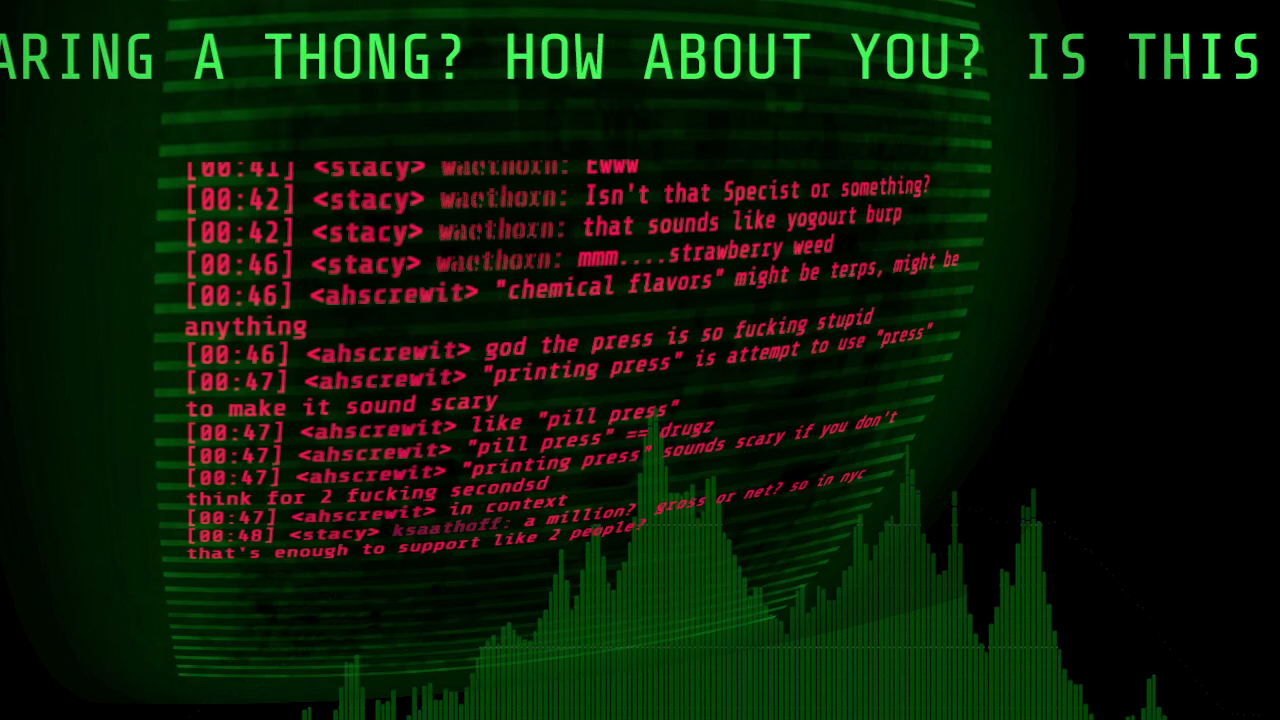 ARING A THONG? HOW ABOUT YOU? IS THIS
[00:41] <stacy> waethorn: Ewww
[00:42] <stacy> waethorn: Isn't that Specist or something?
[00:42] <stacy> waethorn: that sounds like yogourt burp
[00:46] <stacy> waethorn: mmm....strawberry weed
[00:46] <ahscrewit> "chemical flavors" might be terps, might be
anything
[00:46] <ahscrewit> god the press is so fucking stupid
[00:47] <ahscrewit> "printing press" is attempt to use "press"
to make it sound scary
[00:47] <ahscrewit> like "pill press"
[00:47] <ahscrewit> "pill press" == drugz
[00:47] <ahscrewit> "printing press" sounds scary if you don't
think for 2 fucking secondsd
[00:47] <ahscrewit> in context
[00:48] <stacy> ksaathoff: a million? gross or net? so in nyc
that's enough to support like 2 people?